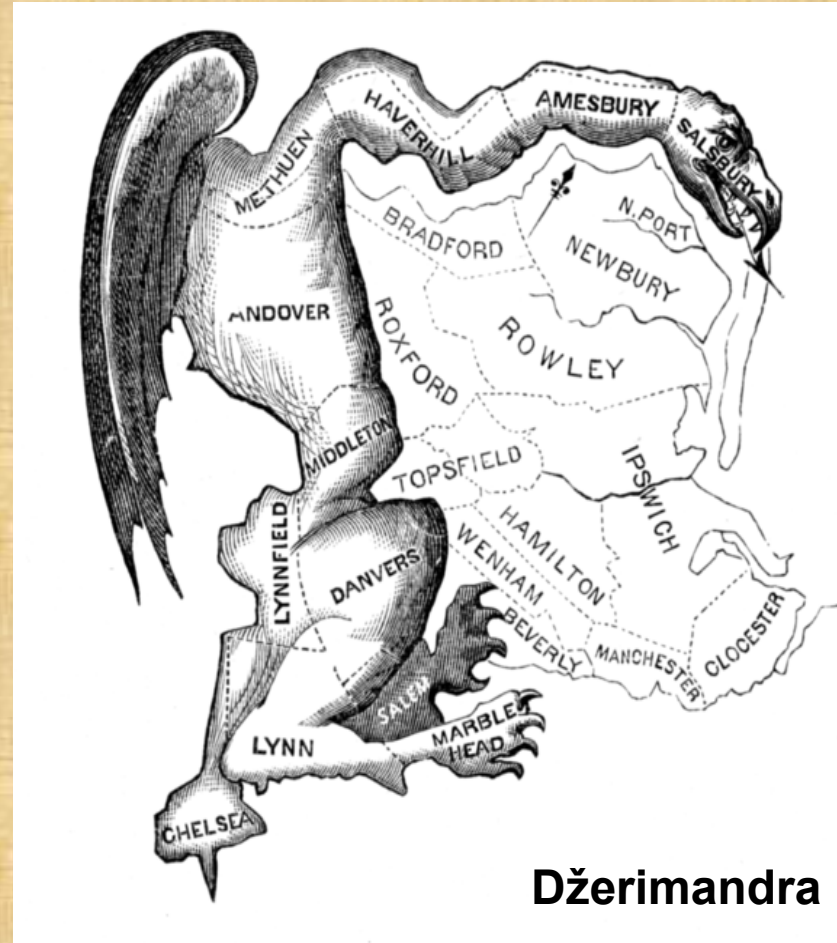 HAVERHILL
AMESBURY
SALSBURY
METHUEN
BRADFORD
N. PORT
NEWBURY
ANDOVER
ROXFORD
ROWLEY
MIDDLETON
TOPSFIELD
IPSWICH
LYNNFIELD
DANVERS
HAMILTON
WENHAM
BEVERLY
MANCHESTER
CLOCESTER
SALEM
LYNN
MARBLE
HEAD
CHELSEA
Džerimandra